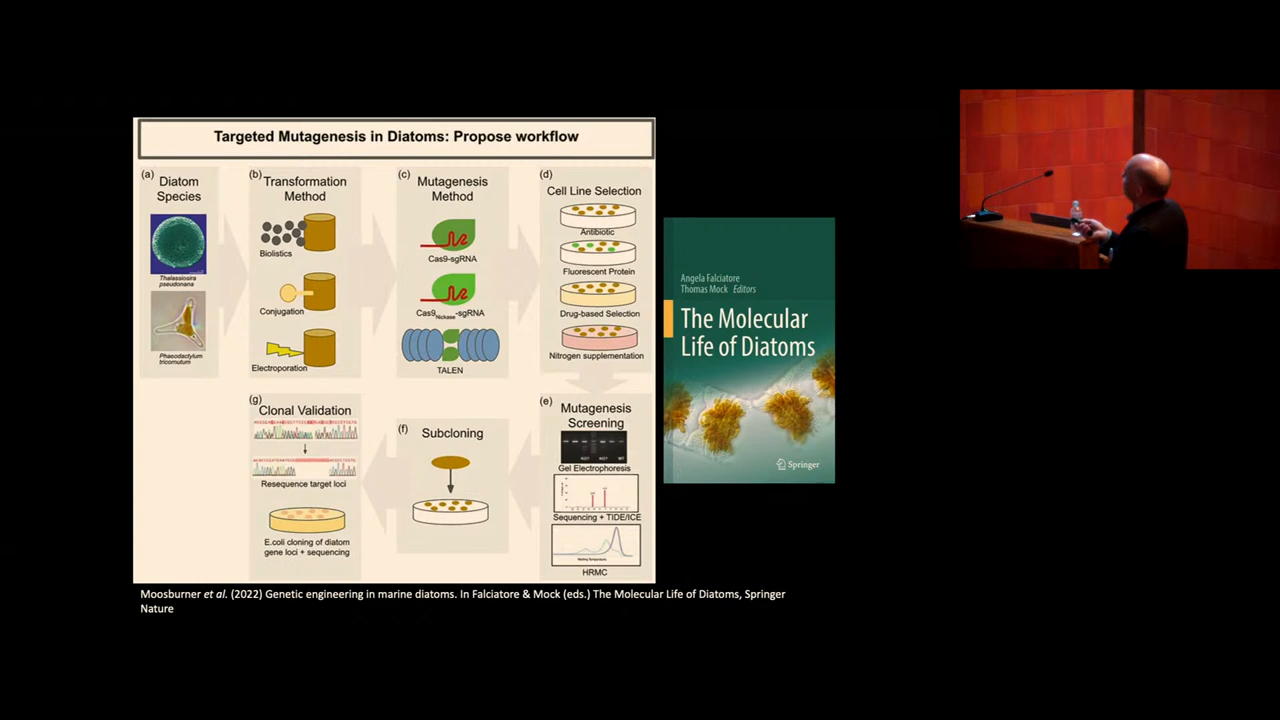 Targeted Mutagenesis in Diatoms: Propose workflow
(a)
Diatom
Species
Thalassiosira
pseudonana
Phaeodactylum
tricornutum
(b)
Transformation
Method
Biolistics
Conjugation
Electroporation
(c)
Mutagenesis
Method
Cas9-sgRNA
Cas9Nickase-sgRNA
TALEN
(d)
Cell Line Selection
Antibiotic
Fluorescent Protein
Drug-based Selection
Nitrogen supplementation
(e)
Mutagenesis
Screening
Gel Electrophoresis
Sequencing + TIDE/ICE
Melting Temperature
HRMC
(f)
Subcloning
(g)
Clonal Validation
Resequence target loci
E.coli cloning of diatom
gene loci + sequencing
Angela Falciatore
Thomas Mock Editors
The Molecular
Life of Diatoms
Springer
Moosburner et al. (2022) Genetic engineering in marine diatoms. In Falciatore & Mock (eds.) The Molecular Life of Diatoms, Springer
Nature